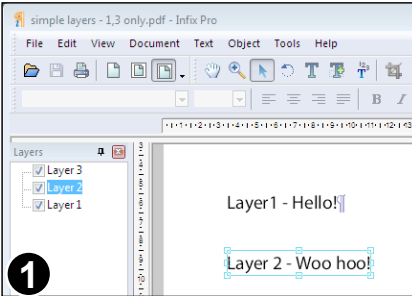 simple layers - 1,3 only.pdf - Infix Pro
File Edit View Document Text Object Tools Help
T T T
B I
Layers
Layer 3
Layer 2
Layer 1
Layer1 - Hello!¶
Layer 2 - Woo hoo!
1